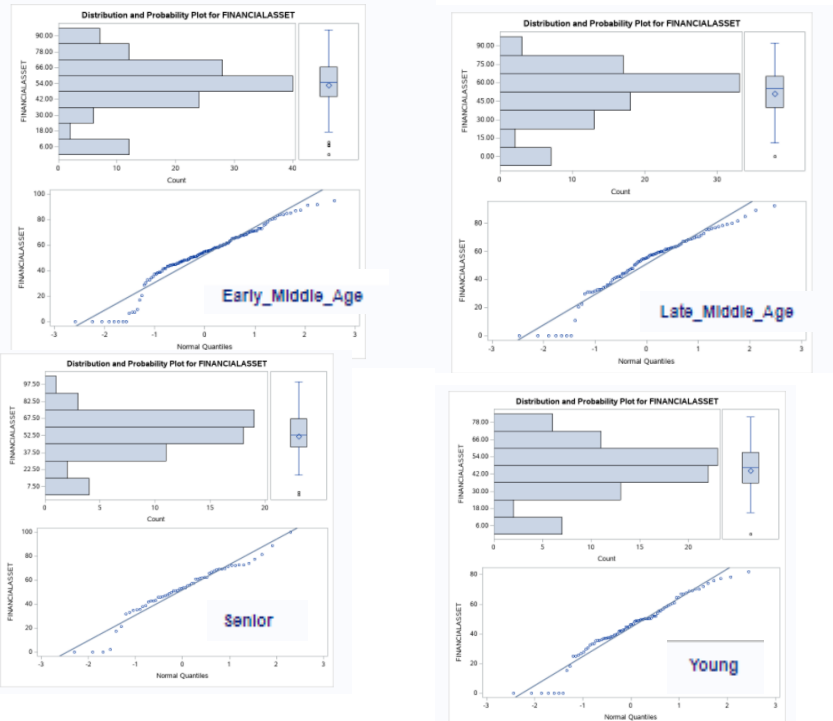 Distribution and Probability Plot for FINANCIALASSET
90.00
78.00
66.00
54.00
42.00
30.00
18.00
6.00
FINANCIALASSET
0 10 20 30 40
Count
100
80
60
40
20
0
FINANCIALASSET
Early_Middle_Age
-3 -2 -1 0 1 2 3
Normal Quantiles
Distribution and Probability Plot for FINANCIALASSET
90.00
75.00
60.00
45.00
30.00
15.00
0.00
FINANCIALASSET
0 10 20 30
Count
80
60
40
20
0
FINANCIALASSET
Late_Middle_Age
-3 -2 -1 0 1 2 3
Normal Quantiles
Distribution and Probability Plot for FINANCIALASSET
97.50
82.50
67.50
52.50
37.50
22.50
7.50
FINANCIALASSET
0 5 10 15 20
Count
100
80
60
40
20
0
FINANCIALASSET
Senior
-3 -2 -1 0 1 2 3
Normal Quantiles
Distribution and Probability Plot for FINANCIALASSET
78.00
66.00
54.00
42.00
30.00
18.00
6.00
FINANCIALASSET
0 5 10 15 20
Count
80
60
40
20
0
FINANCIALASSET
Young
-3 -2 -1 0 1 2 3
Normal Quantiles